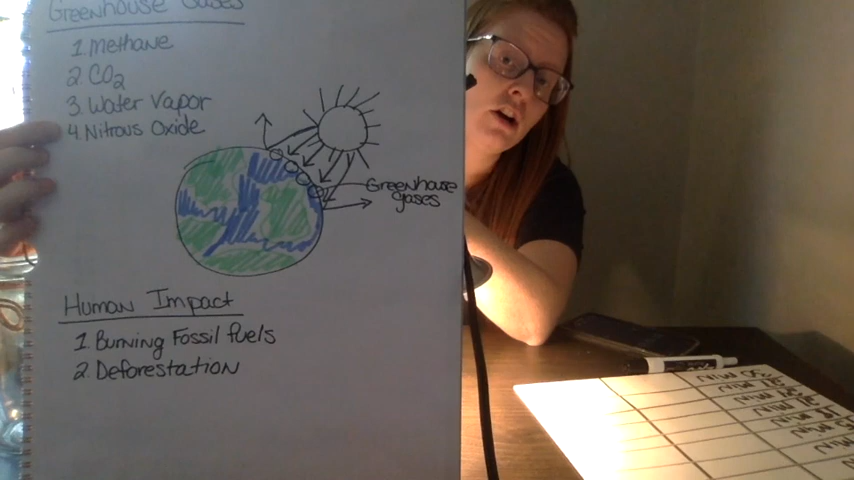 Greenhouse Gases
1. Methane
2. CO2
3. Water Vapor
4. Nitrous Oxide
Greenhouse
gases
Human Impact
1. Burning Fossil fuels
2. Deforestation